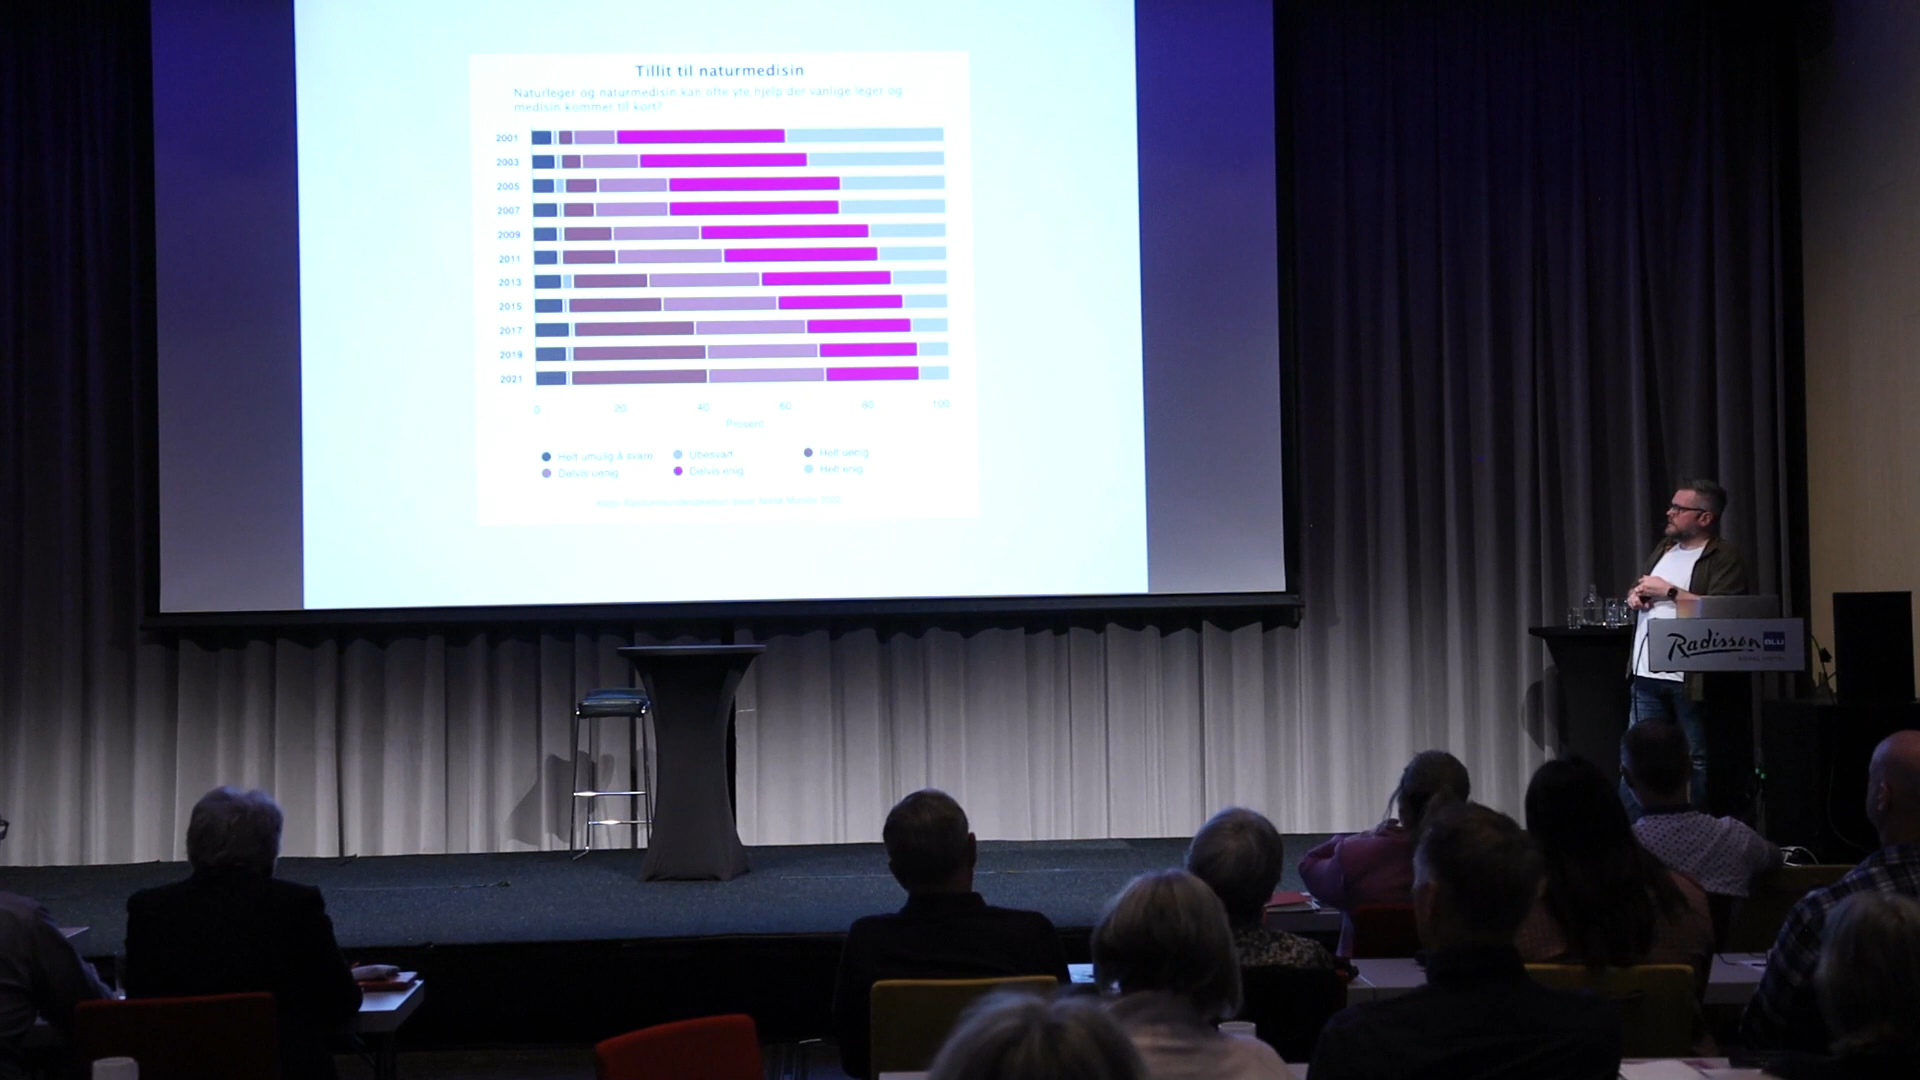 Tillit til naturmedisin
Naturleger og naturmedisin kan ofte yte hjelp der vanlige leger og
medisin kommer til kort?
2001
2003
2005
2007
2009
2011
2013
2015
2017
2019
2021
0 20 40 60 80 100
Prosent
Helt umulig å svare Ubesvart Helt uenig
Delvis uenig Delvis enig Helt enig
Radisson BLU